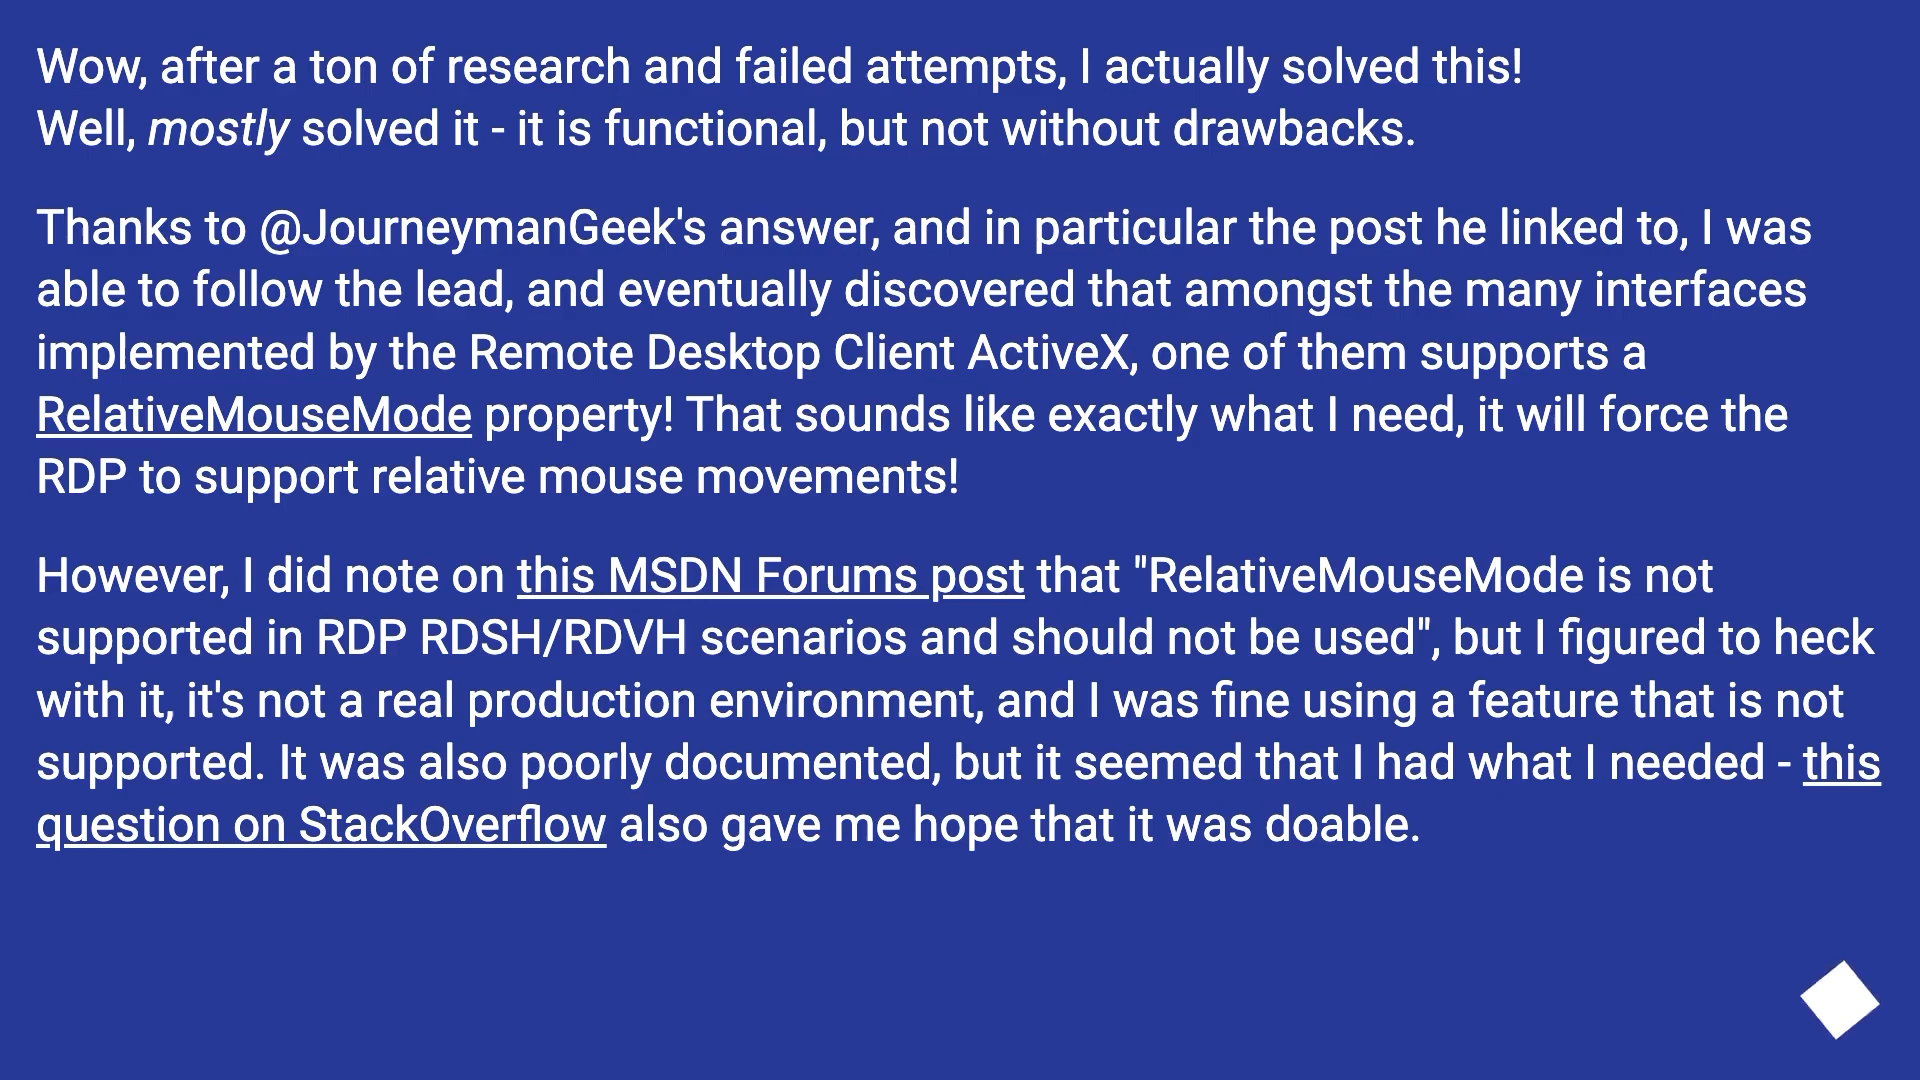 Wow, after a ton of research and failed attempts, I actually solved this!
Well, mostly solved it - it is functional, but not without drawbacks.
Thanks to @JourneymanGeek's answer, and in particular the post he linked to, I was
able to follow the lead, and eventually discovered that amongst the many interfaces
implemented by the Remote Desktop Client ActiveX, one of them supports a
RelativeMouseMode property! That sounds like exactly what I need, it will force the
RDP to support relative mouse movements!
However, I did note on this MSDN Forums post that "RelativeMouseMode is not
supported in RDP RDSH/RDVH scenarios and should not be used", but I figured to heck
with it, it's not a real production environment, and I was fine using a feature that is not
supported. It was also poorly documented, but it seemed that I had what I needed - this
question on StackOverflow also gave me hope that it was doable.